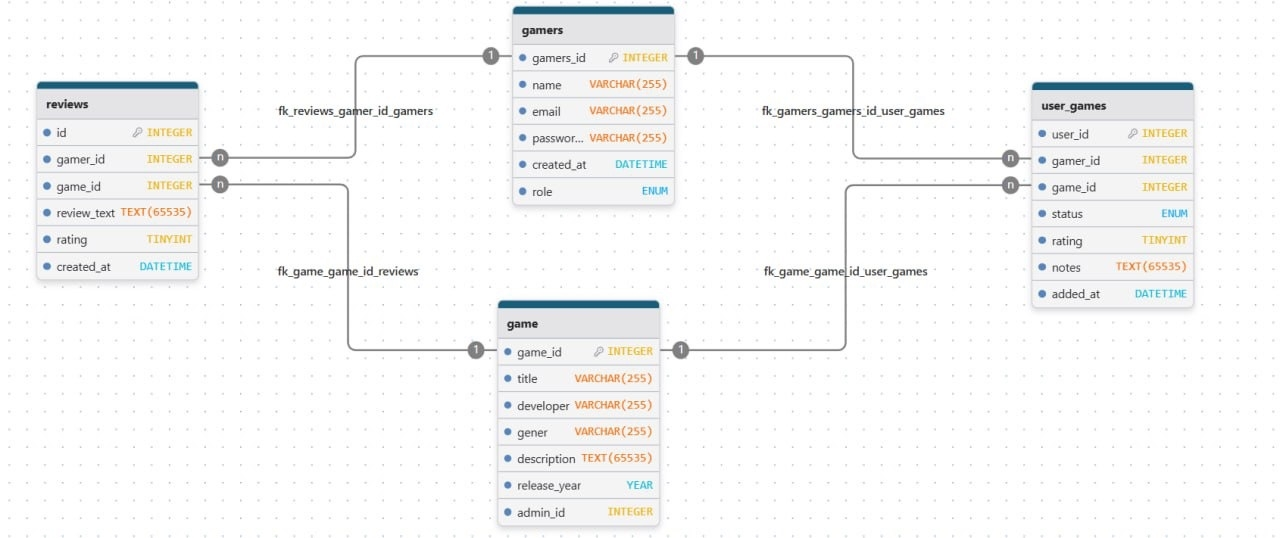 gamers
gamers_id INTEGER
name VARCHAR(255)
email VARCHAR(255)
passwor... VARCHAR(255)
created_at DATETIME
role ENUM
reviews
id INTEGER
gamer_id INTEGER
game_id INTEGER
review_text TEXT(65535)
rating TINYINT
created_at DATETIME
user_games
user_id INTEGER
gamer_id INTEGER
game_id INTEGER
status ENUM
rating TINYINT
notes TEXT(65535)
added_at DATETIME
game
game_id INTEGER
title VARCHAR(255)
developer VARCHAR(255)
gener VARCHAR(255)
description TEXT(65535)
release_year YEAR
admin_id INTEGER
1
fk_reviews_gamer_id_gamers
n
1
fk_gamers_gamers_id_user_games
n
n
fk_game_game_id_reviews
1
n
fk_game_game_id_user_games
1